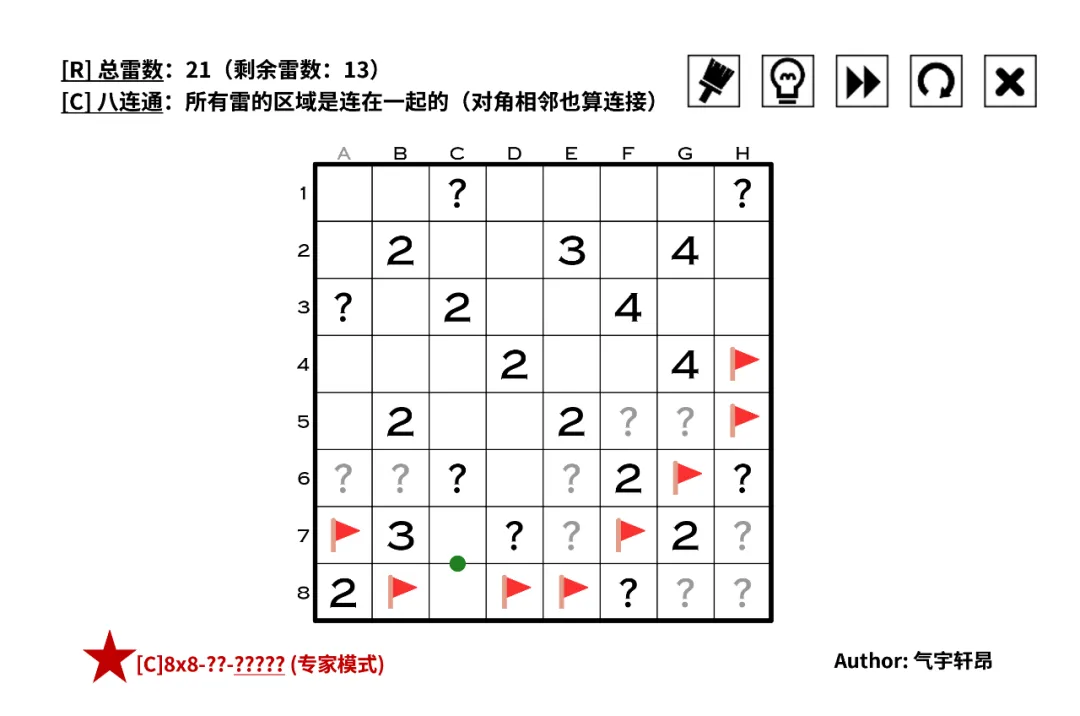 [R] 总雷数：21（剩余雷数：13）
[C] 八连通：所有雷的区域是连在一起的（对角相邻也算连接）
A B C D E F G H
1 ? ?
2 2 3 4
3 ? 2 4
4 2 4
5 2 2 ? ?
6 ? ? ? ? 2 ?
7 3 ? ? 2 ?
8 2 ? ? ?
[C]8x8-??-????? (专家模式)
Author: 气宇轩昂